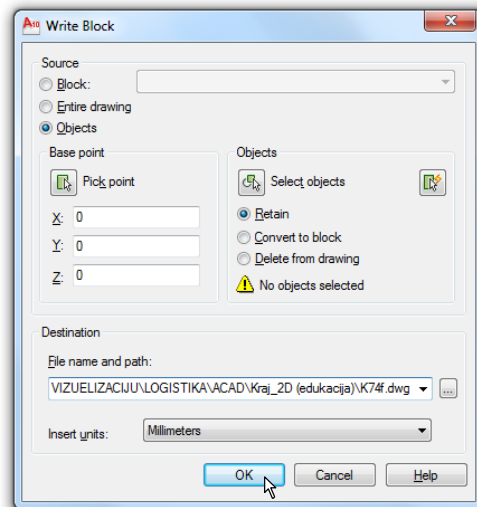 Write Block
Source
Block:
Entire drawing
Objects
Base point
Pick point
X: 0
Y: 0
Z: 0
Objects
Select objects
Retain
Convert to block
Delete from drawing
No objects selected
Destination
File name and path:
VIZUELIZACIJU\LOGISTIKA\ACAD\Kraj_2D (edukacija)\K74f.dwg ...
Insert units: Millimeters
OK Cancel Help